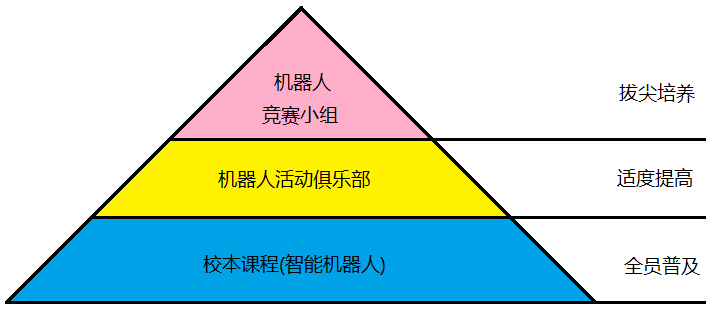 机器人
竞赛小组
拔尖培养
机器人活动俱乐部
适度提高
校本课程(智能机器人)
全员普及